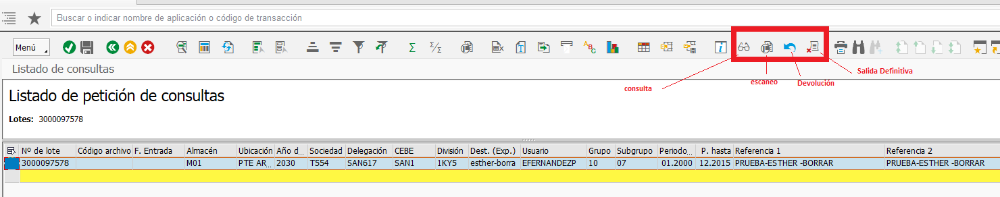 Buscar o indicar nombre de aplicación o código de transacción
Menú
Listado de consultas
consulta
escaneo
Devolución
Salida Definitiva
Listado de petición de consultas
Lotes: 3000097578
Nº de lote Código archivo F. Entrada Almacén Ubicación Año d... Sociedad Delegación CEBE División Dest. (Exp.) Usuario Grupo Subgrupo Periodo... P. hasta Referencia 1 Referencia 2
3000097578 M01 PTE AR... 2030 T554 SAN617 SAN1 1KY5 esther-borra EFERNANDEZP 10 07 01.2000 12.2015 PRUEBA-ESTHER -BORRAR PRUEBA-ESTHER -BORRAR